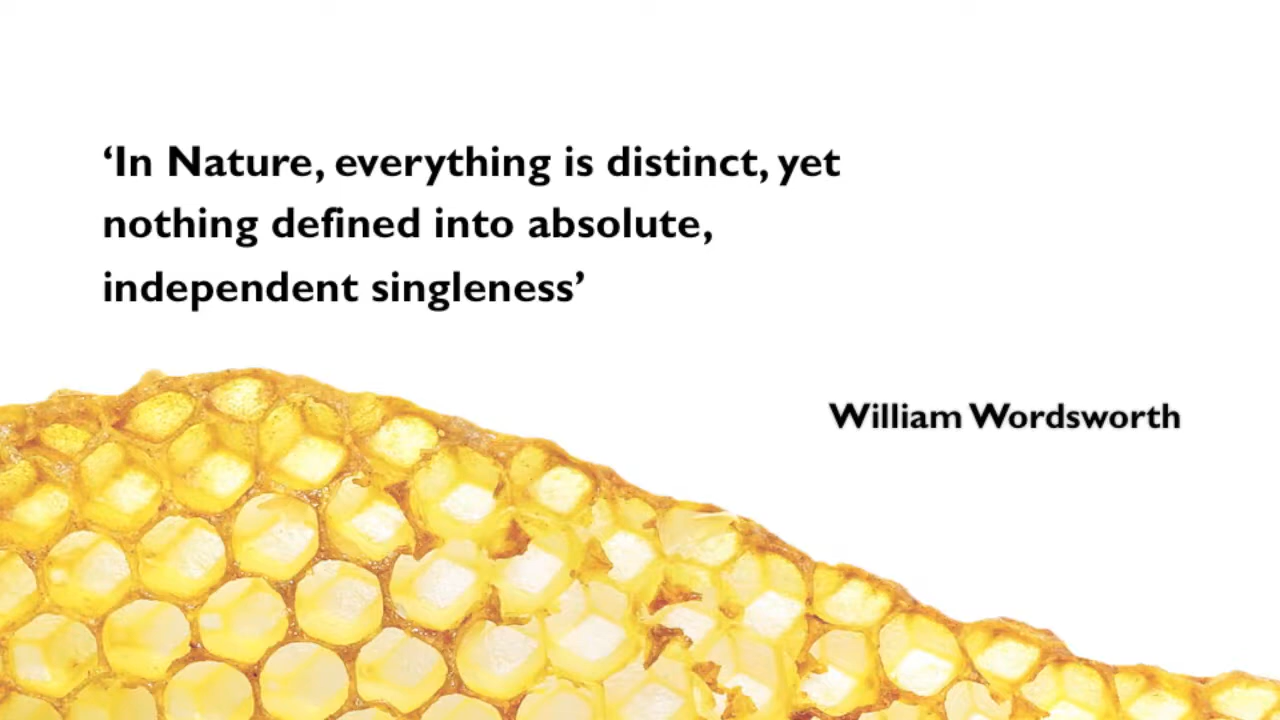 ‘In Nature, everything is distinct, yet
nothing defined into absolute,
independent singleness’
William Wordsworth